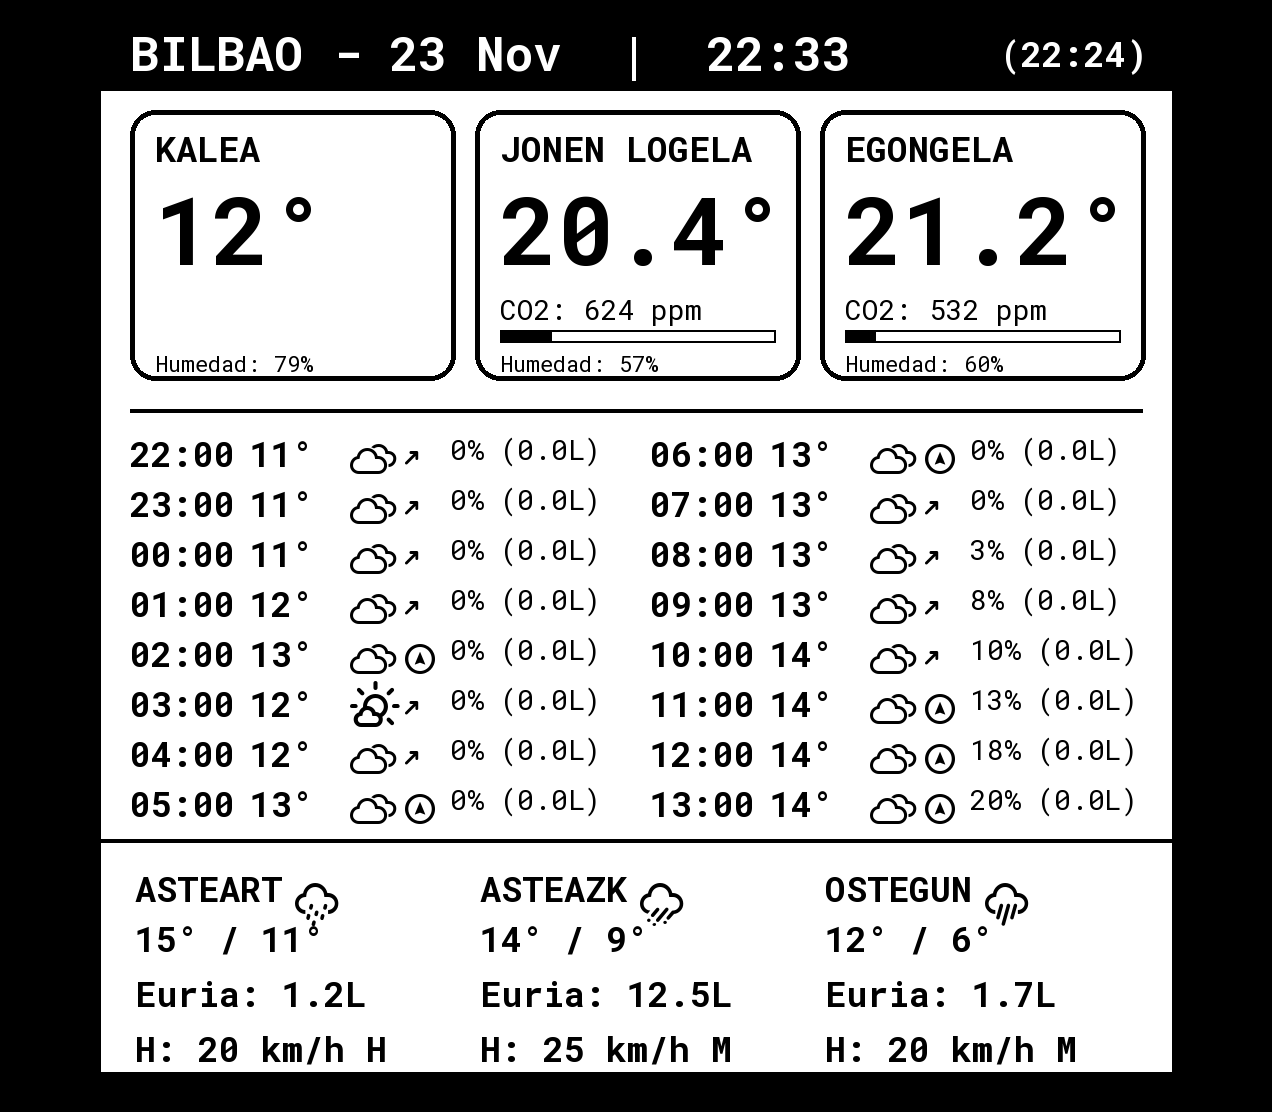 BILBAO - 23 Nov | 22:33 (22:24)
KALEA
12°
Humedad: 79%
JONEN LOGELA
20.4°
CO2: 624 ppm
Humedad: 57%
EGONGELA
21.2°
CO2: 532 ppm
Humedad: 60%
22:00 11° 0% (0.0L)
23:00 11° 0% (0.0L)
00:00 11° 0% (0.0L)
01:00 12° 0% (0.0L)
02:00 13° 0% (0.0L)
03:00 12° 0% (0.0L)
04:00 12° 0% (0.0L)
05:00 13° 0% (0.0L)
06:00 13° 0% (0.0L)
07:00 13° 0% (0.0L)
08:00 13° 3% (0.0L)
09:00 13° 8% (0.0L)
10:00 14° 10% (0.0L)
11:00 14° 13% (0.0L)
12:00 14° 18% (0.0L)
13:00 14° 20% (0.0L)
ASTEART
15° / 11°
Euria: 1.2L
H: 20 km/h H
ASTEAZK
14° / 9°
Euria: 12.5L
H: 25 km/h M
OSTEGUN
12° / 6°
Euria: 1.7L
H: 20 km/h M